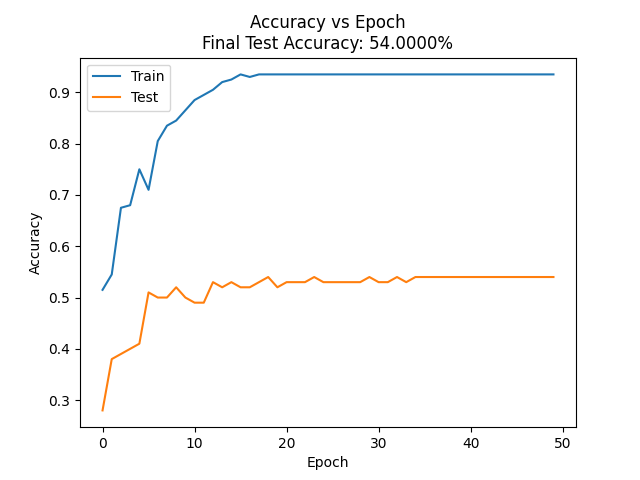 Accuracy vs Epoch
Final Test Accuracy: 54.0000%
Train
Test
Accuracy
0.9
0.8
0.7
0.6
0.5
0.4
0.3
0 10 20 30 40 50
Epoch